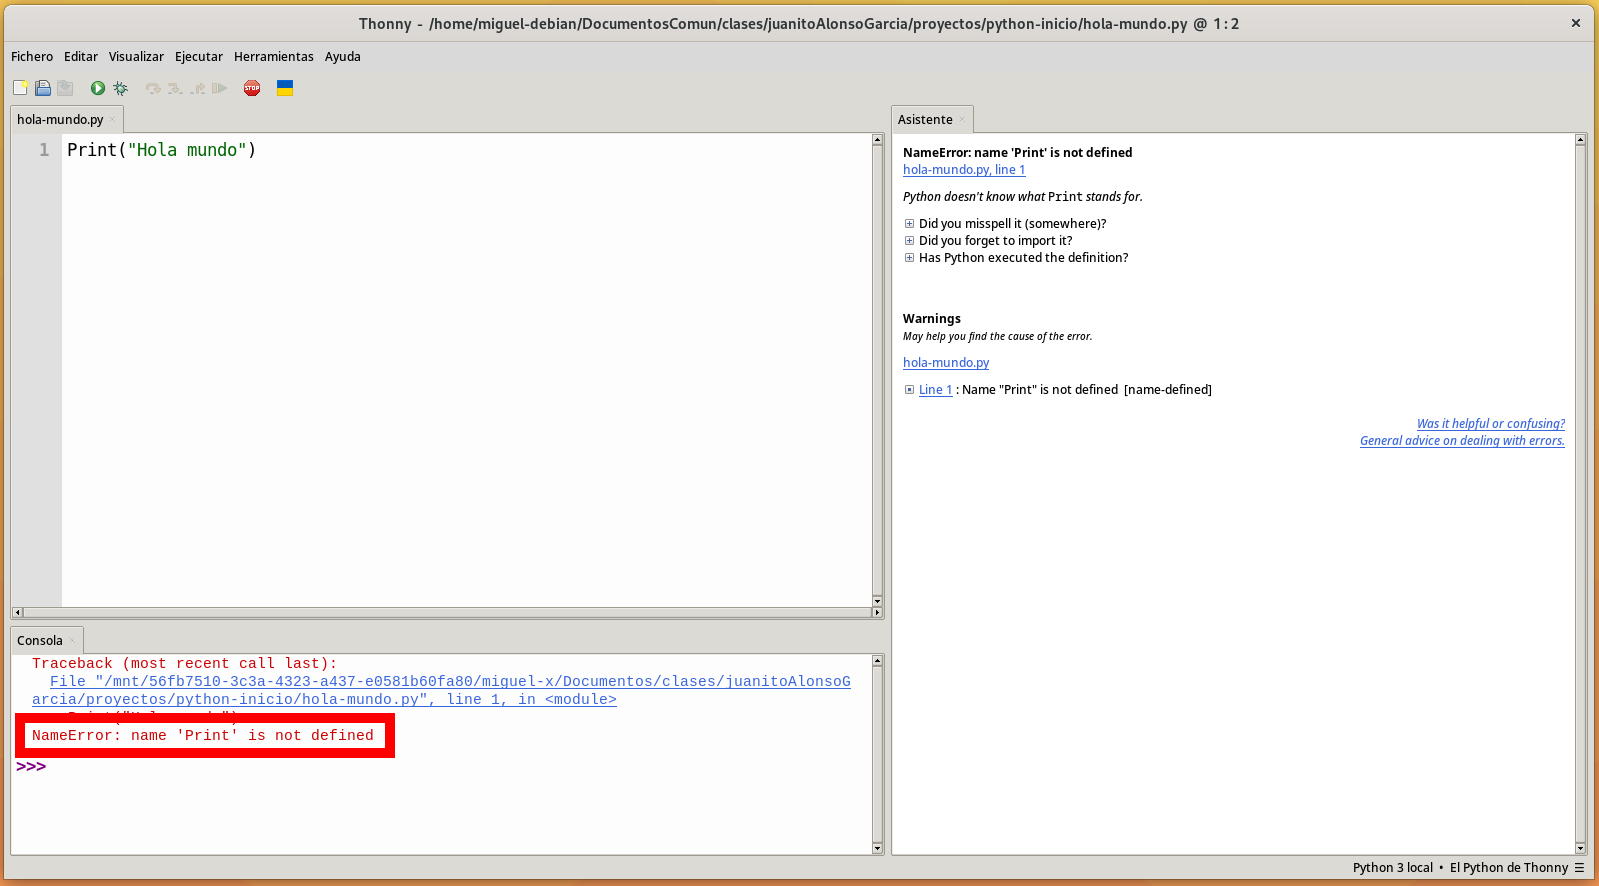 Thonny - /home/miguel-debian/DocumentosComun/clases/juanitoAlonsoGarcia/proyectos/python-inicio/hola-mundo.py @ 1:2
Fichero Editar Visualizar Ejecutar Herramientas Ayuda
STOP
hola-mundo.py
1 Print("Hola mundo")
Consola
Traceback (most recent call last):
File "/mnt/56fb7510-3c3a-4323-a437-e0581b60fa80/miguel-x/Documentos/clases/juanitoAlonsoG
arcia/proyectos/python-inicio/hola-mundo.py", line 1, in <module>
NameError: name 'Print' is not defined
>>>
Asistente
NameError: name 'Print' is not defined
hola-mundo.py, line 1
Python doesn't know what Print stands for.
Did you misspell it (somewhere)?
Did you forget to import it?
Has Python executed the definition?
Warnings
May help you find the cause of the error.
hola-mundo.py
Line 1 : Name "Print" is not defined [name-defined]
Was it helpful or confusing?
General advice on dealing with errors.
Python 3 local • El Python de Thonny ☰